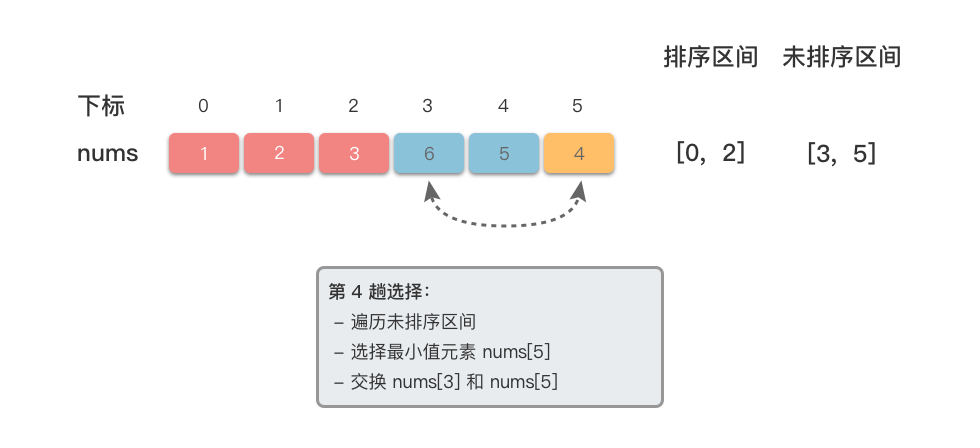 排序区间 未排序区间
下标 0 1 2 3 4 5
nums 1 2 3 6 5 4 [0, 2] [3, 5]
第 4 趟选择：
– 遍历未排序区间
– 选择最小值元素 nums[5]
– 交换 nums[3] 和 nums[5]